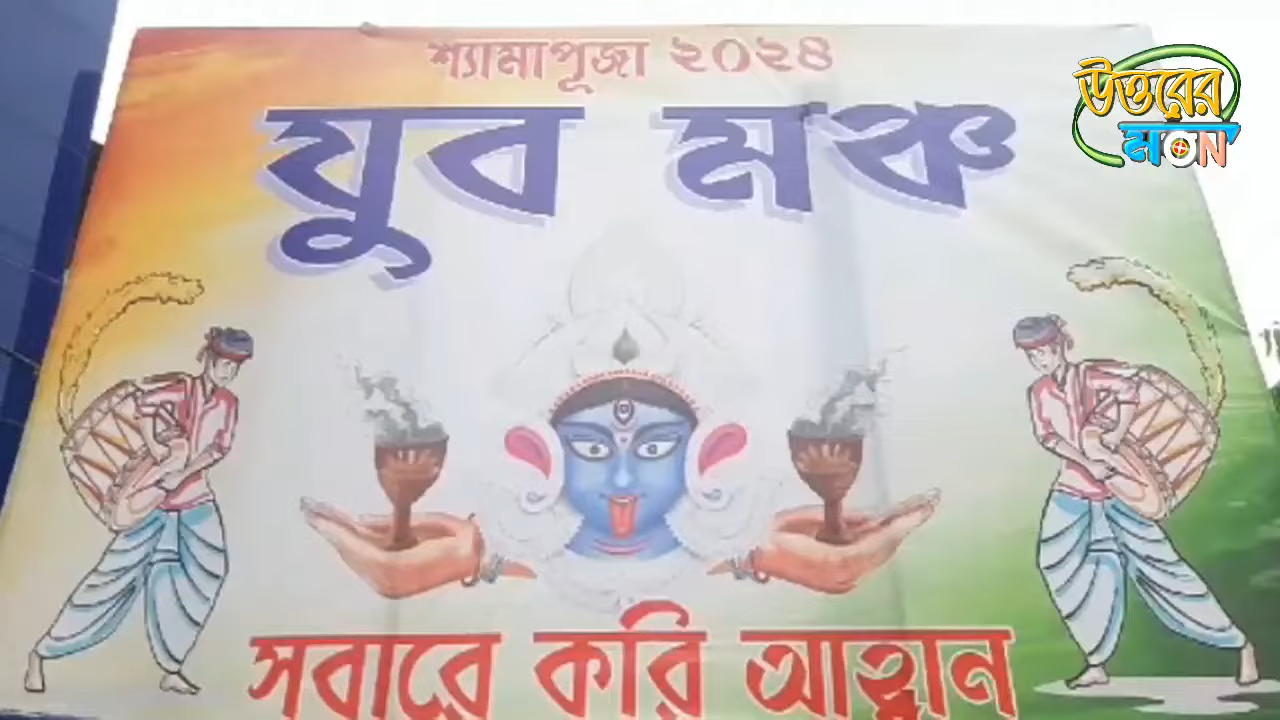 শ্যামাপূজা ২০২৪
যুব মঞ্চ
সবারে করি আহ্বান
উত্তরের
মন